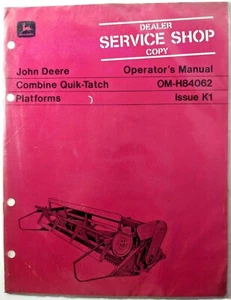 DEALER
SERVICE SHOP
COPY
John Deere Operator's Manual
Combine Quik-Tatch OM-H84062
Platforms Issue K1